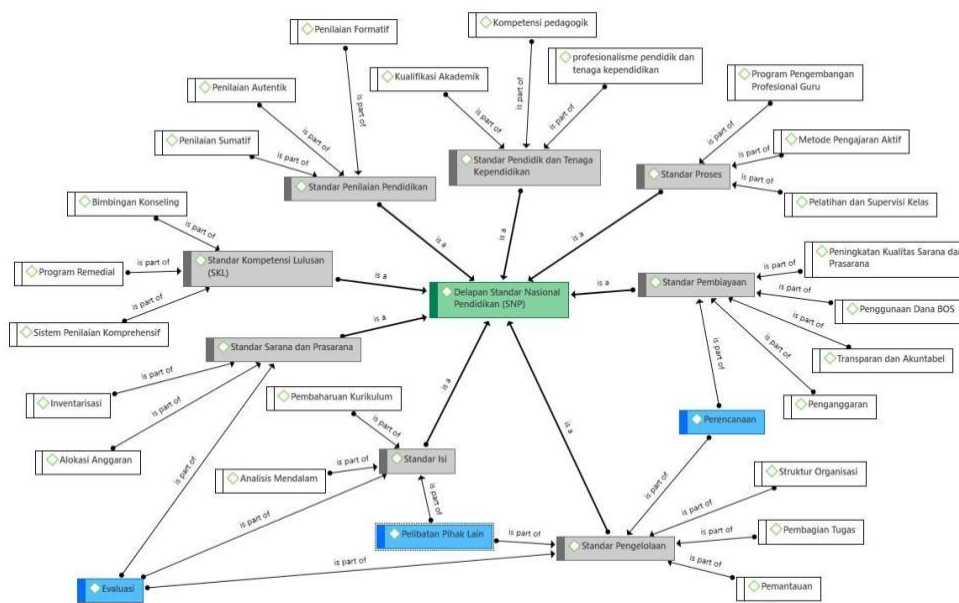 Penilaian Formatif
Kompetensi pedagogik
Kualifikasi Akademik
profesionalisme pendidik dan
tenaga kependidikan
Program Pengembangan
Profesional Guru
Penilaian Autentik
Penilaian Sumatif
Metode Pengajaran Aktif
Pelatihan dan Supervisi Kelas
is part of
is part of
is part of
is part of
is part of
is part of
is part of
is part of
is part of
Standar Penilaian Pendidikan
Standar Pendidik dan Tenaga
Kependidikan
Standar Proses
Bimbingan Konseling
is part of
Program Remedial
is part of
Standar Kompetensi Lulusan
(SKL)
is part of
Sistem Penilaian Komprehensif
is a
is a
is a
is a
is a
is a
Delapan Standar Nasional
Pendidikan (SNP)
Standar Pembiayaan
is part of
Peningkatan Kualitas Sarana dan
Prasarana
is part of
Penggunaan Dana BOS
is part of
Transparan dan Akuntabel
is part of
Penganggaran
is part of
Perencanaan
is part of
Standar Sarana dan Prasarana
is part of
Inventarisasi
is part of
Alokasi Anggaran
is part of
Pembaharuan Kurikulum
is part of
Analisis Mendalam
is part of
Standar Isi
is a
is a
is part of
is part of
Pelibatan Pihak Lain
is part of
Standar Pengelolaan
is part of
Struktur Organisasi
is part of
Pembagian Tugas
is part of
Pemantauan
is part of
Evaluasi